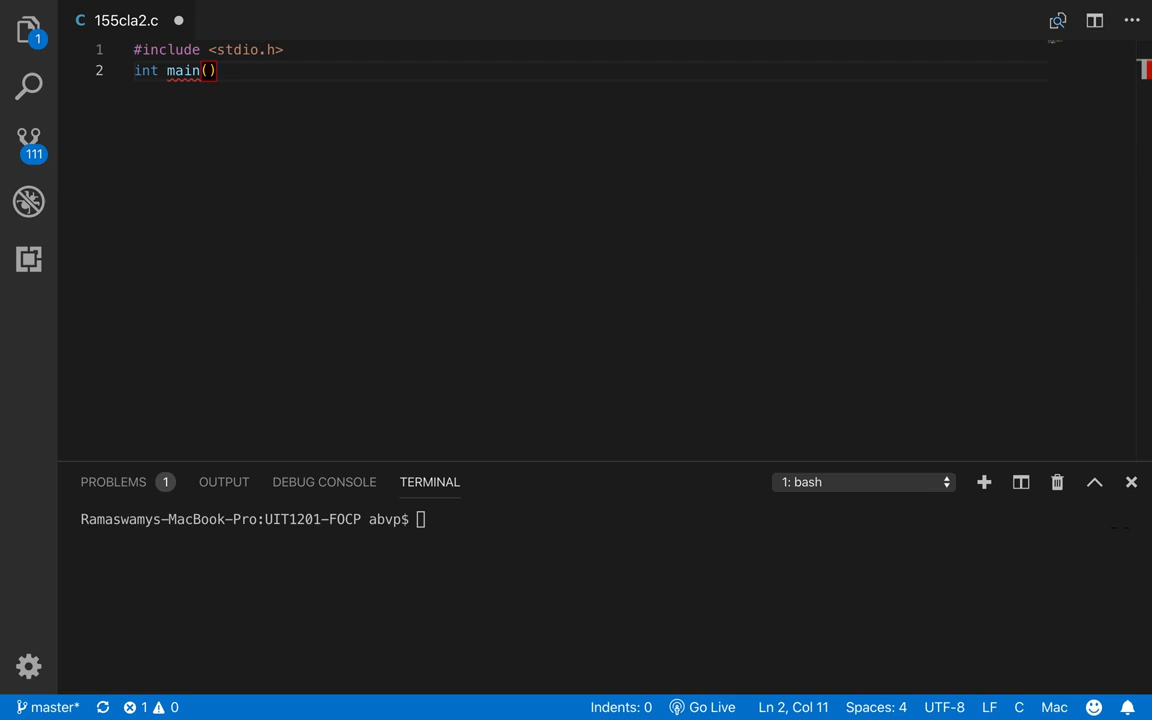 C 155cla2.c
1
1 #include <stdio.h>
2 int main()
111
PROBLEMS 1 OUTPUT DEBUG CONSOLE TERMINAL 1: bash
Ramaswamys-MacBook-Pro:UIT1201-FOCP abvp$
master* 1 0 Indents: 0 Go Live Ln 2, Col 11 Spaces: 4 UTF-8 LF C Mac